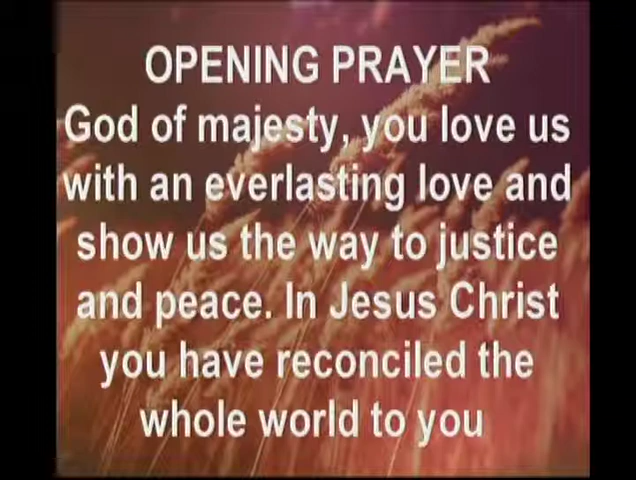 OPENING PRAYER
God of majesty, you love us
with an everlasting love and
show us the way to justice
and peace. In Jesus Christ
you have reconciled the
whole world to you